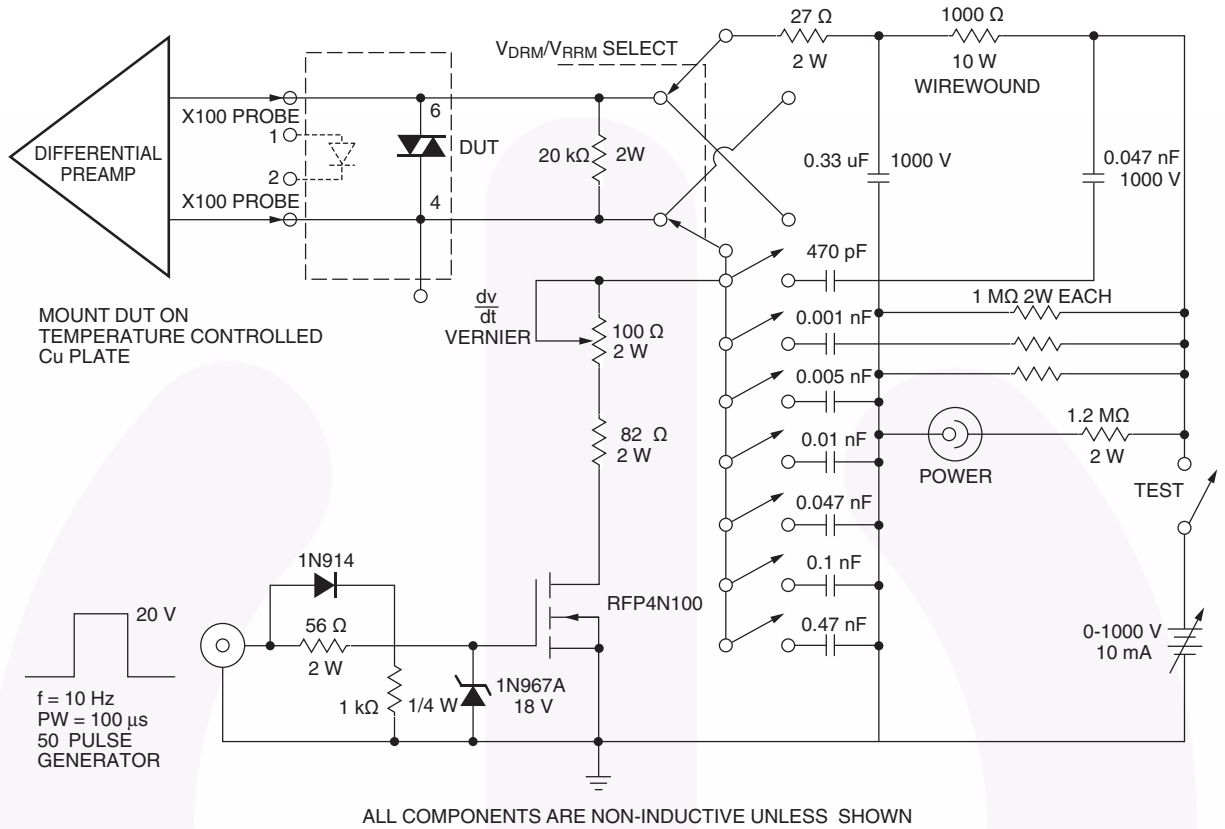 27 Ω
2 W
1000 Ω
10 W
WIREWOUND
V_DRM/V_RRM SELECT
X100 PROBE
DIFFERENTIAL
PREAMP
1
2
X100 PROBE
6
DUT
4
20 kΩ
2W
0.33 uF
1000 V
0.047 nF
1000 V
MOUNT DUT ON
TEMPERATURE CONTROLLED
Cu PLATE
dv
dt
VERNIER
100 Ω
2 W
82 Ω
2 W
470 pF
0.001 nF
0.005 nF
0.01 nF
0.047 nF
0.1 nF
0.47 nF
1 MΩ 2W EACH
POWER
1.2 MΩ
2 W
TEST
0-1000 V
10 mA
20 V
f = 10 Hz
PW = 100 µs
50 PULSE
GENERATOR
1N914
56 Ω
2 W
1 kΩ
1/4 W
1N967A
18 V
RFP4N100
ALL COMPONENTS ARE NON-INDUCTIVE UNLESS SHOWN